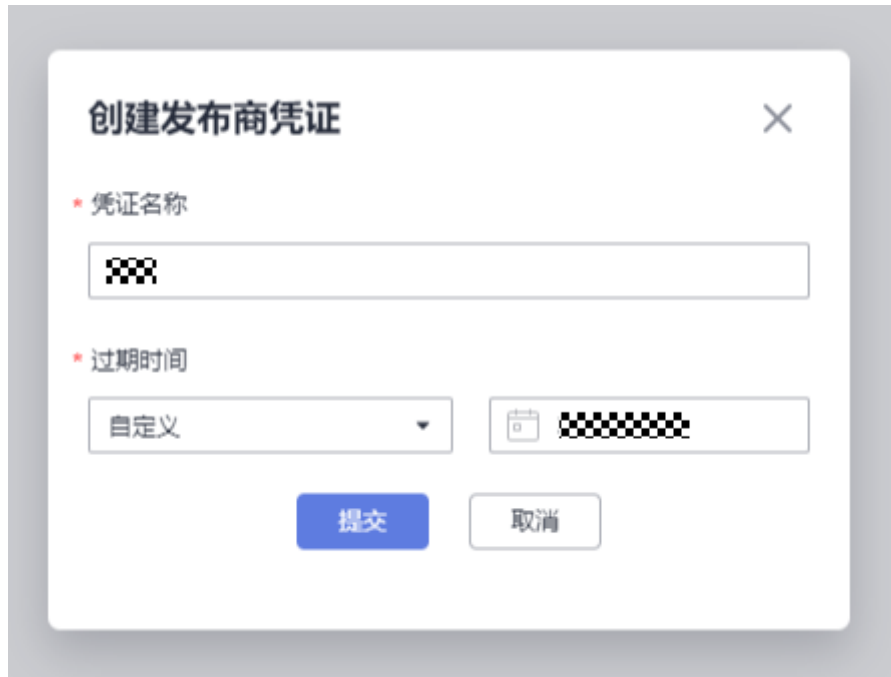 创建发布商凭证
* 凭证名称
* 过期时间
自定义
提交 取消